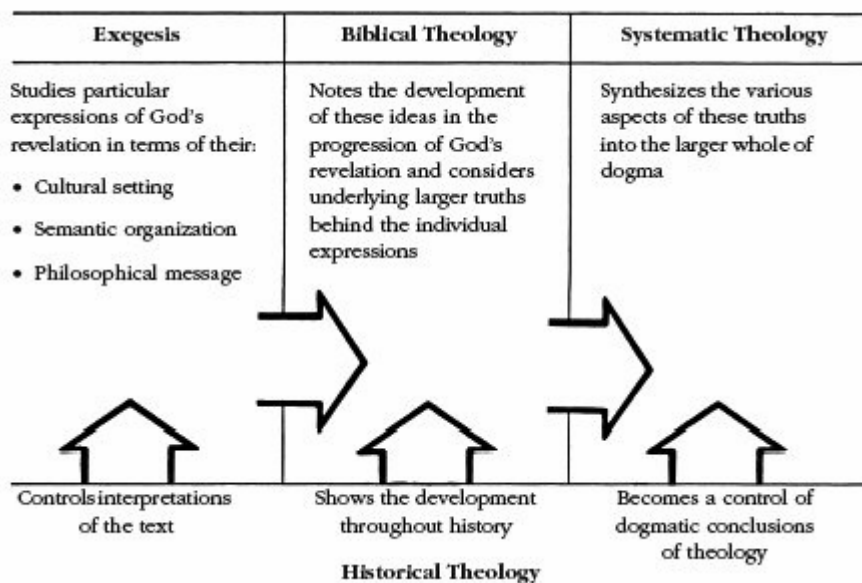 Exegesis
Biblical Theology
Systematic Theology
Studies particular
expressions of God's
revelation in terms of their:
• Cultural setting
• Semantic organization
• Philosophical message
Notes the development
of these ideas in the
progression of God's
revelation and considers
underlying larger truths
behind the individual
expressions
Synthesizes the various
aspects of these truths
into the larger whole of
dogma
Controls interpretations
of the text
Shows the development
throughout history
Becomes a control of
dogmatic conclusions
of theology
Historical Theology